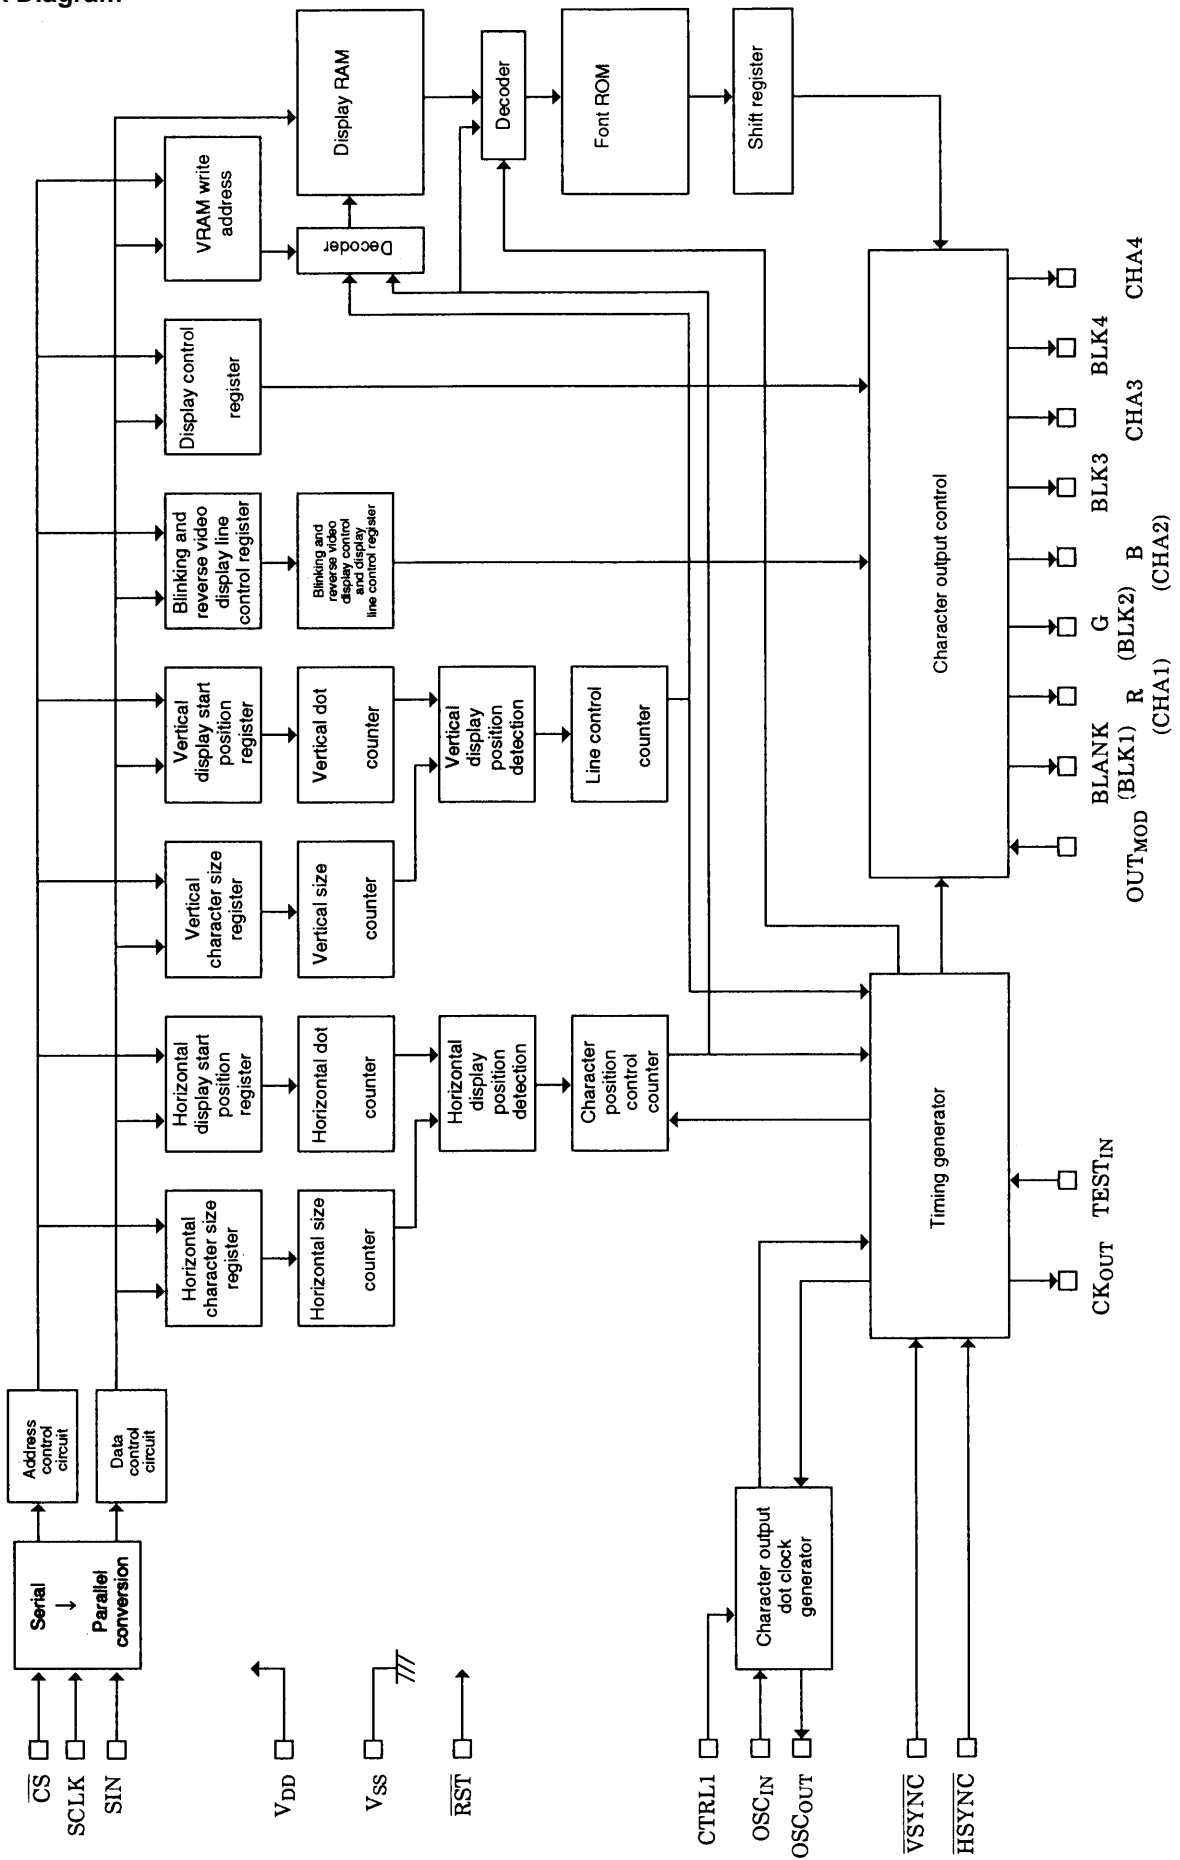 Serial
↓
Parallel
conversion
Address
control
circuit
Data
control
circuit
CS
SCLK
SIN
VDD
VSS
RST
CTRL1
OSCIN
OSCOUT
VSYNC
HSYNC
Horizontal
character size
register
Horizontal
display start
position
register
Vertical
character size
register
Vertical
display start
position
register
Blinking and
reverse video
display line
control register
Display control
register
VRAM write
address
Horizontal size
counter
Horizontal dot
counter
Vertical size
counter
Vertical dot
counter
Blinking and
reverse video
display control
and display
line control register
Decoder
Display RAM
Horizontal
display
position
detection
Vertical
display
position
detection
Decoder
Character
position
control
counter
Line control
counter
Font ROM
Shift register
Character output
dot clock
generator
Timing generator
Character output control
CKOUT
TESTIN
OUTMOD
BLANK
(BLK1)
R
(CHA1)
G
(BLK2)
B
(CHA2)
BLK3
CHA3
BLK4
CHA4